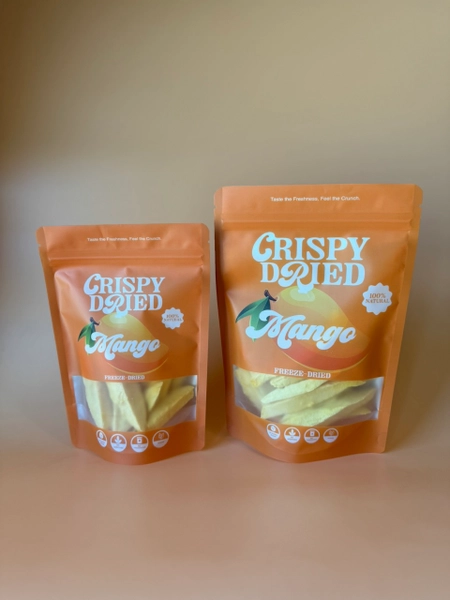 Taste the Freshness, Feel the Crunch.
CRISPY
DRIED
100%
NATURAL
Mango
FREEZE-DRIED
Taste the Freshness, Feel the Crunch.
CRISPY
DRIED
100%
NATURAL
Mango
FREEZE-DRIED